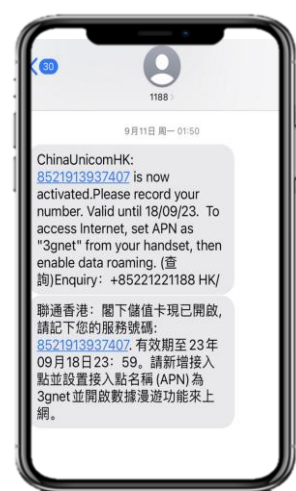 30
1188 >
9月11日 周一 01:50
ChinaUnicomHK:
8521913937407 is now
activated.Please record your
number. Valid until 18/09/23. To
access Internet, set APN as
"3gnet" from your handset, then
enable data roaming. (查
詢)Enquiry：+85221221188 HK/
聯通香港：閣下儲值卡現已開啟,
請記下您的服務號碼:
8521913937407. 有效期至23年
09月18日23：59。請新增接入
點並設置接入點名稱 (APN) 為
3gnet 並開啟數據漫遊功能來上
網。